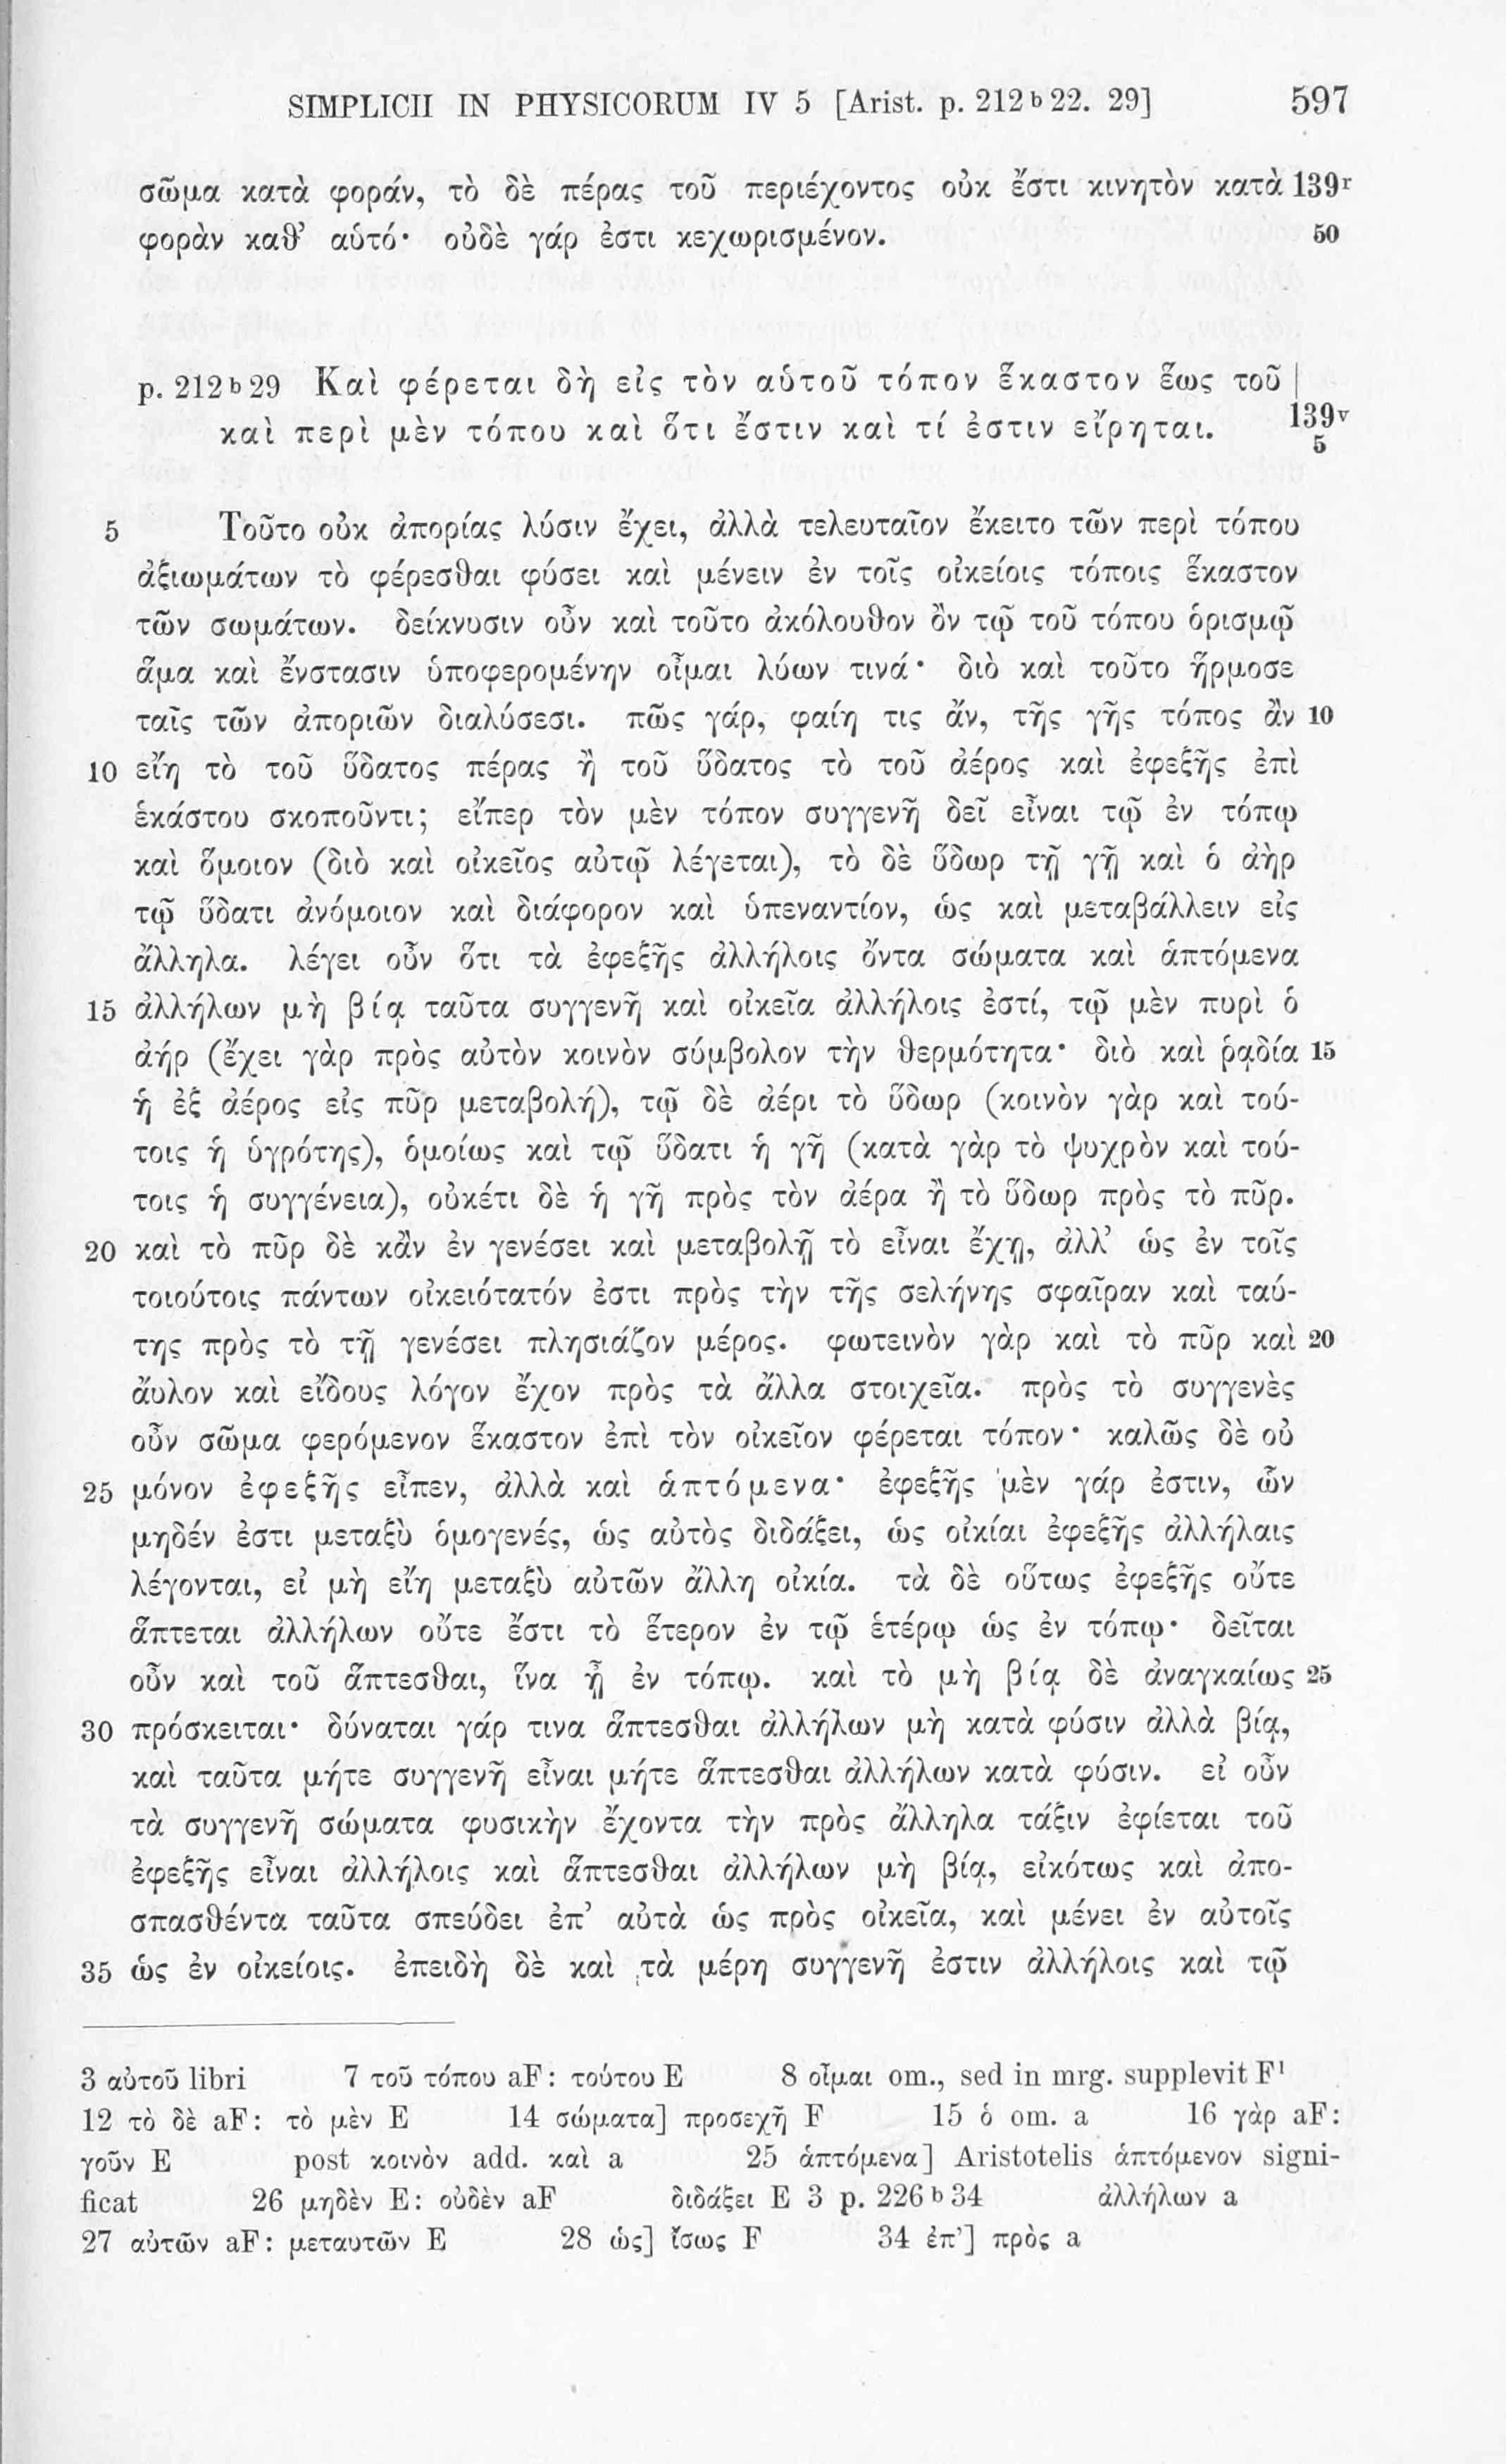 SIMPLICII IN PHYSICORUM IV 5 [Arist. p. 212 b 22. 29] 597
σῶμα κατὰ φοράν, τὸ δὲ πέρας τοῦ περιέχοντος οὐκ ἔστι κινητὸν κατὰ 139r
φορὰν καθ’ αὑτό· οὐδὲ γάρ ἐστι κεχωρισμένον. 50
p. 212 b 29 Καὶ φέρεται δὴ εἰς τὸν αὑτοῦ τόπον ἕκαστον ἕως τοῦ |
καὶ περὶ μὲν τόπου καὶ ὅτι ἔστιν καὶ τί ἐστιν εἴρηται. 139v
5
5 Τοῦτο οὐκ ἀπορίας λύσιν ἔχει, ἀλλὰ τελευταῖον ἔκειτο τῶν περὶ τόπου
ἀξιωμάτων τὸ φέρεσθαι φύσει καὶ μένειν ἐν τοῖς οἰκείοις τόποις ἕκαστον
τῶν σωμάτων. δείκνυσιν οὖν καὶ τοῦτο ἀκόλουθον ὂν τῷ τοῦ τόπου ὁρισμῷ
ἅμα καὶ ἔνστασιν ὑποφερομένην οἶμαι λύων τινά· διὸ καὶ τοῦτο ἥρμοσε
ταῖς τῶν ἀποριῶν διαλύσεσι. πῶς γάρ, φαίη τις ἄν, τῆς γῆς τόπος ἂν 10
10 εἴη τὸ τοῦ ὕδατος πέρας ἢ τοῦ ὕδατος τὸ τοῦ ἀέρος καὶ ἐφεξῆς ἐπὶ
ἑκάστου σκοποῦντι; εἴπερ τὸν μὲν τόπον συγγενῆ δεῖ εἶναι τῷ ἐν τόπῳ
καὶ ὅμοιον (διὸ καὶ οἰκεῖος αὐτῷ λέγεται), τὸ δὲ ὕδωρ τῇ γῇ καὶ ὁ ἀὴρ
τῷ ὕδατι ἀνόμοιον καὶ διάφορον καὶ ὑπεναντίον, ὡς καὶ μεταβάλλειν εἰς
ἄλληλα. λέγει οὖν ὅτι τὰ ἐφεξῆς ἀλλήλοις ὄντα σώματα καὶ ἁπτόμενα
15 ἀλλήλων μὴ βίᾳ ταῦτα συγγενῆ καὶ οἰκεῖα ἀλλήλοις ἐστί, τῷ μὲν πυρὶ ὁ
ἀήρ (ἔχει γὰρ πρὸς αὐτὸν κοινὸν σύμβολον τὴν θερμότητα· διὸ καὶ ῥᾳδία 15
ἡ ἐξ ἀέρος εἰς πῦρ μεταβολή), τῷ δὲ ἀέρι τὸ ὕδωρ (κοινὸν γὰρ καὶ τού-
τοις ἡ ὑγρότης), ὁμοίως καὶ τῷ ὕδατι ἡ γῆ (κατὰ γὰρ τὸ ψυχρὸν καὶ τού-
τοις ἡ συγγένεια), οὐκέτι δὲ ἡ γῆ πρὸς τὸν ἀέρα ἢ τὸ ὕδωρ πρὸς τὸ πῦρ.
20 καὶ τὸ πῦρ δὲ κἂν ἐν γενέσει καὶ μεταβολῇ τὸ εἶναι ἔχῃ, ἀλλ’ ὡς ἐν τοῖς
τοιούτοις πάντων οἰκειότατόν ἐστι πρὸς τὴν τῆς σελήνης σφαῖραν καὶ ταύ-
της πρὸς τὸ τῇ γενέσει πλησιάζον μέρος. φωτεινὸν γὰρ καὶ τὸ πῦρ καὶ 20
ἄυλον καὶ εἴδους λόγον ἔχον πρὸς τὰ ἄλλα στοιχεῖα. πρὸς τὸ συγγενὲς
οὖν σῶμα φερόμενον ἕκαστον ἐπὶ τὸν οἰκεῖον φέρεται τόπον· καλῶς δὲ οὐ
25 μόνον ἐφεξῆς εἶπεν, ἀλλὰ καὶ ἁπτόμενα· ἐφεξῆς μὲν γάρ ἐστιν, ὧν
μηδέν ἐστι μεταξὺ ὁμογενές, ὡς αὐτὸς διδάξει, ὡς οἰκίαι ἐφεξῆς ἀλλήλαις
λέγονται, εἰ μὴ εἴη μεταξὺ αὐτῶν ἄλλη οἰκία. τὰ δὲ οὕτως ἐφεξῆς οὔτε
ἅπτεται ἀλλήλων οὔτε ἔστι τὸ ἕτερον ἐν τῷ ἑτέρῳ ὡς ἐν τόπῳ· δεῖται
οὖν καὶ τοῦ ἅπτεσθαι, ἵνα ᾖ ἐν τόπῳ. καὶ τὸ μὴ βίᾳ δὲ ἀναγκαίως 25
30 πρόσκειται· δύναται γάρ τινα ἅπτεσθαι ἀλλήλων μὴ κατὰ φύσιν ἀλλὰ βίᾳ,
καὶ ταῦτα μήτε συγγενῆ εἶναι μήτε ἅπτεσθαι ἀλλήλων κατὰ φύσιν. εἰ οὖν
τὰ συγγενῆ σώματα φυσικὴν ἔχοντα τὴν πρὸς ἄλληλα τάξιν ἐφίεται τοῦ
ἐφεξῆς εἶναι ἀλλήλοις καὶ ἅπτεσθαι ἀλλήλων μὴ βίᾳ, εἰκότως καὶ ἀπο-
σπασθέντα ταῦτα σπεύδει ἐπ’ αὐτὰ ὡς πρὸς οἰκεῖα, καὶ μένει ἐν αὐτοῖς
35 ὡς ἐν οἰκείοις. ἐπειδὴ δὲ καὶ τὰ μέρη συγγενῆ ἐστιν ἀλλήλοις καὶ τῷ
3 αὐτοῦ libri 7 τοῦ τόπου aF: τούτου E 8 οἶμαι om., sed in mrg. supplevit F1
12 τὸ δὲ aF: τὸ μὲν E 14 σώματα] προσεχῆ F 15 ὁ om. a 16 γὰρ aF:
γοῦν E post κοινὸν add. καὶ a 25 ἁπτόμενα] Aristotelis ἁπτόμενον signi-
ficat 26 μηδὲν E: οὐδὲν aF διδάξει E 3 p. 226 b 34 ἀλλήλων a
27 αὐτῶν aF: μεταυτῶν E 28 ὡς] ἴσως F 34 ἐπ’] πρὸς a